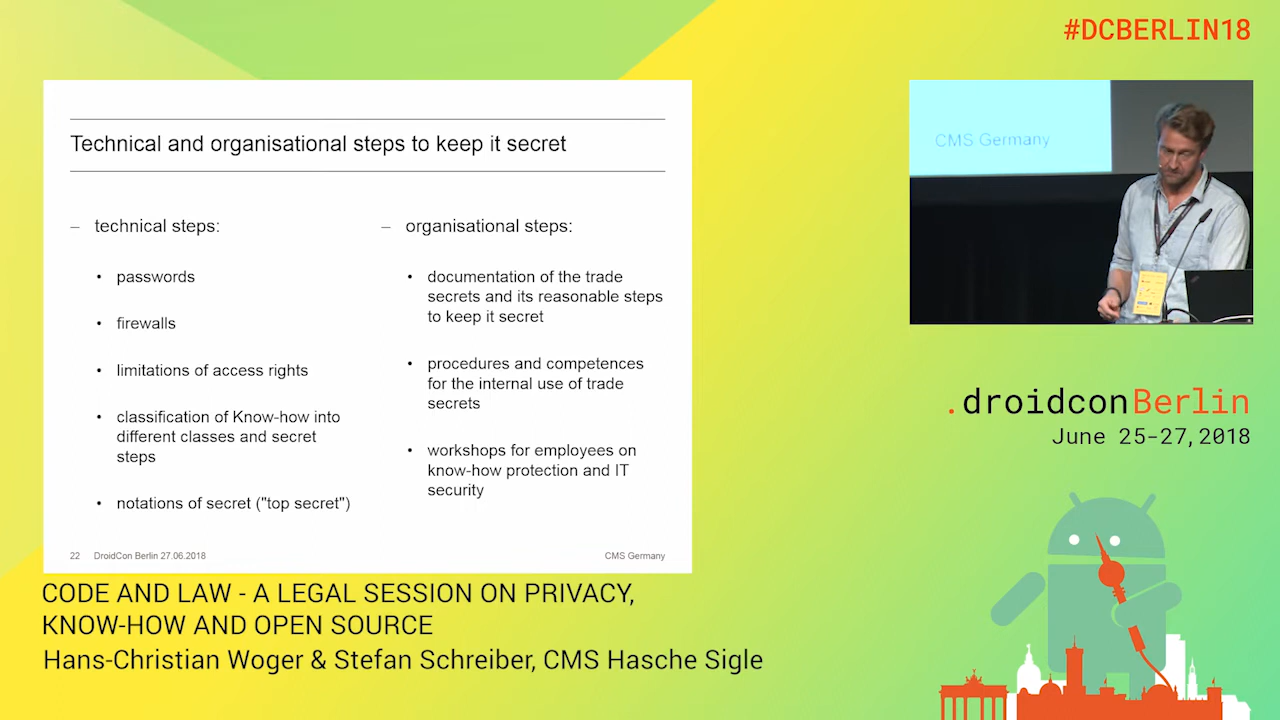 #DCBERLIN18
Technical and organisational steps to keep it secret
– technical steps:
• passwords
• firewalls
• limitations of access rights
• classification of Know-how into
different classes and secret
steps
• notations of secret ("top secret")
– organisational steps:
• documentation of the trade
secrets and its reasonable steps
to keep it secret
• procedures and competences
for the internal use of trade
secrets
• workshops for employees on
know-how protection and IT
security
22 DroidCon Berlin 27.06.2018
CMS Germany
CMS Germany
.droidconBerlin
June 25-27,2018
CODE AND LAW - A LEGAL SESSION ON PRIVACY,
KNOW-HOW AND OPEN SOURCE
Hans-Christian Woger & Stefan Schreiber, CMS Hasche Sigle